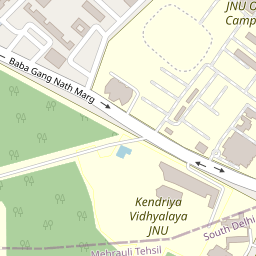 JNU O
Camp
Baba Gang Nath Marg
Kendriya
Vidhyalaya
JNU
South Delhi
Mehrauli Tehsil